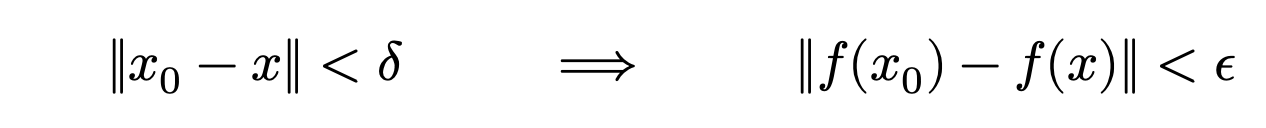 ‖x₀ − x‖ < δ ⟹ ‖f(x₀) − f(x)‖ < ϵ